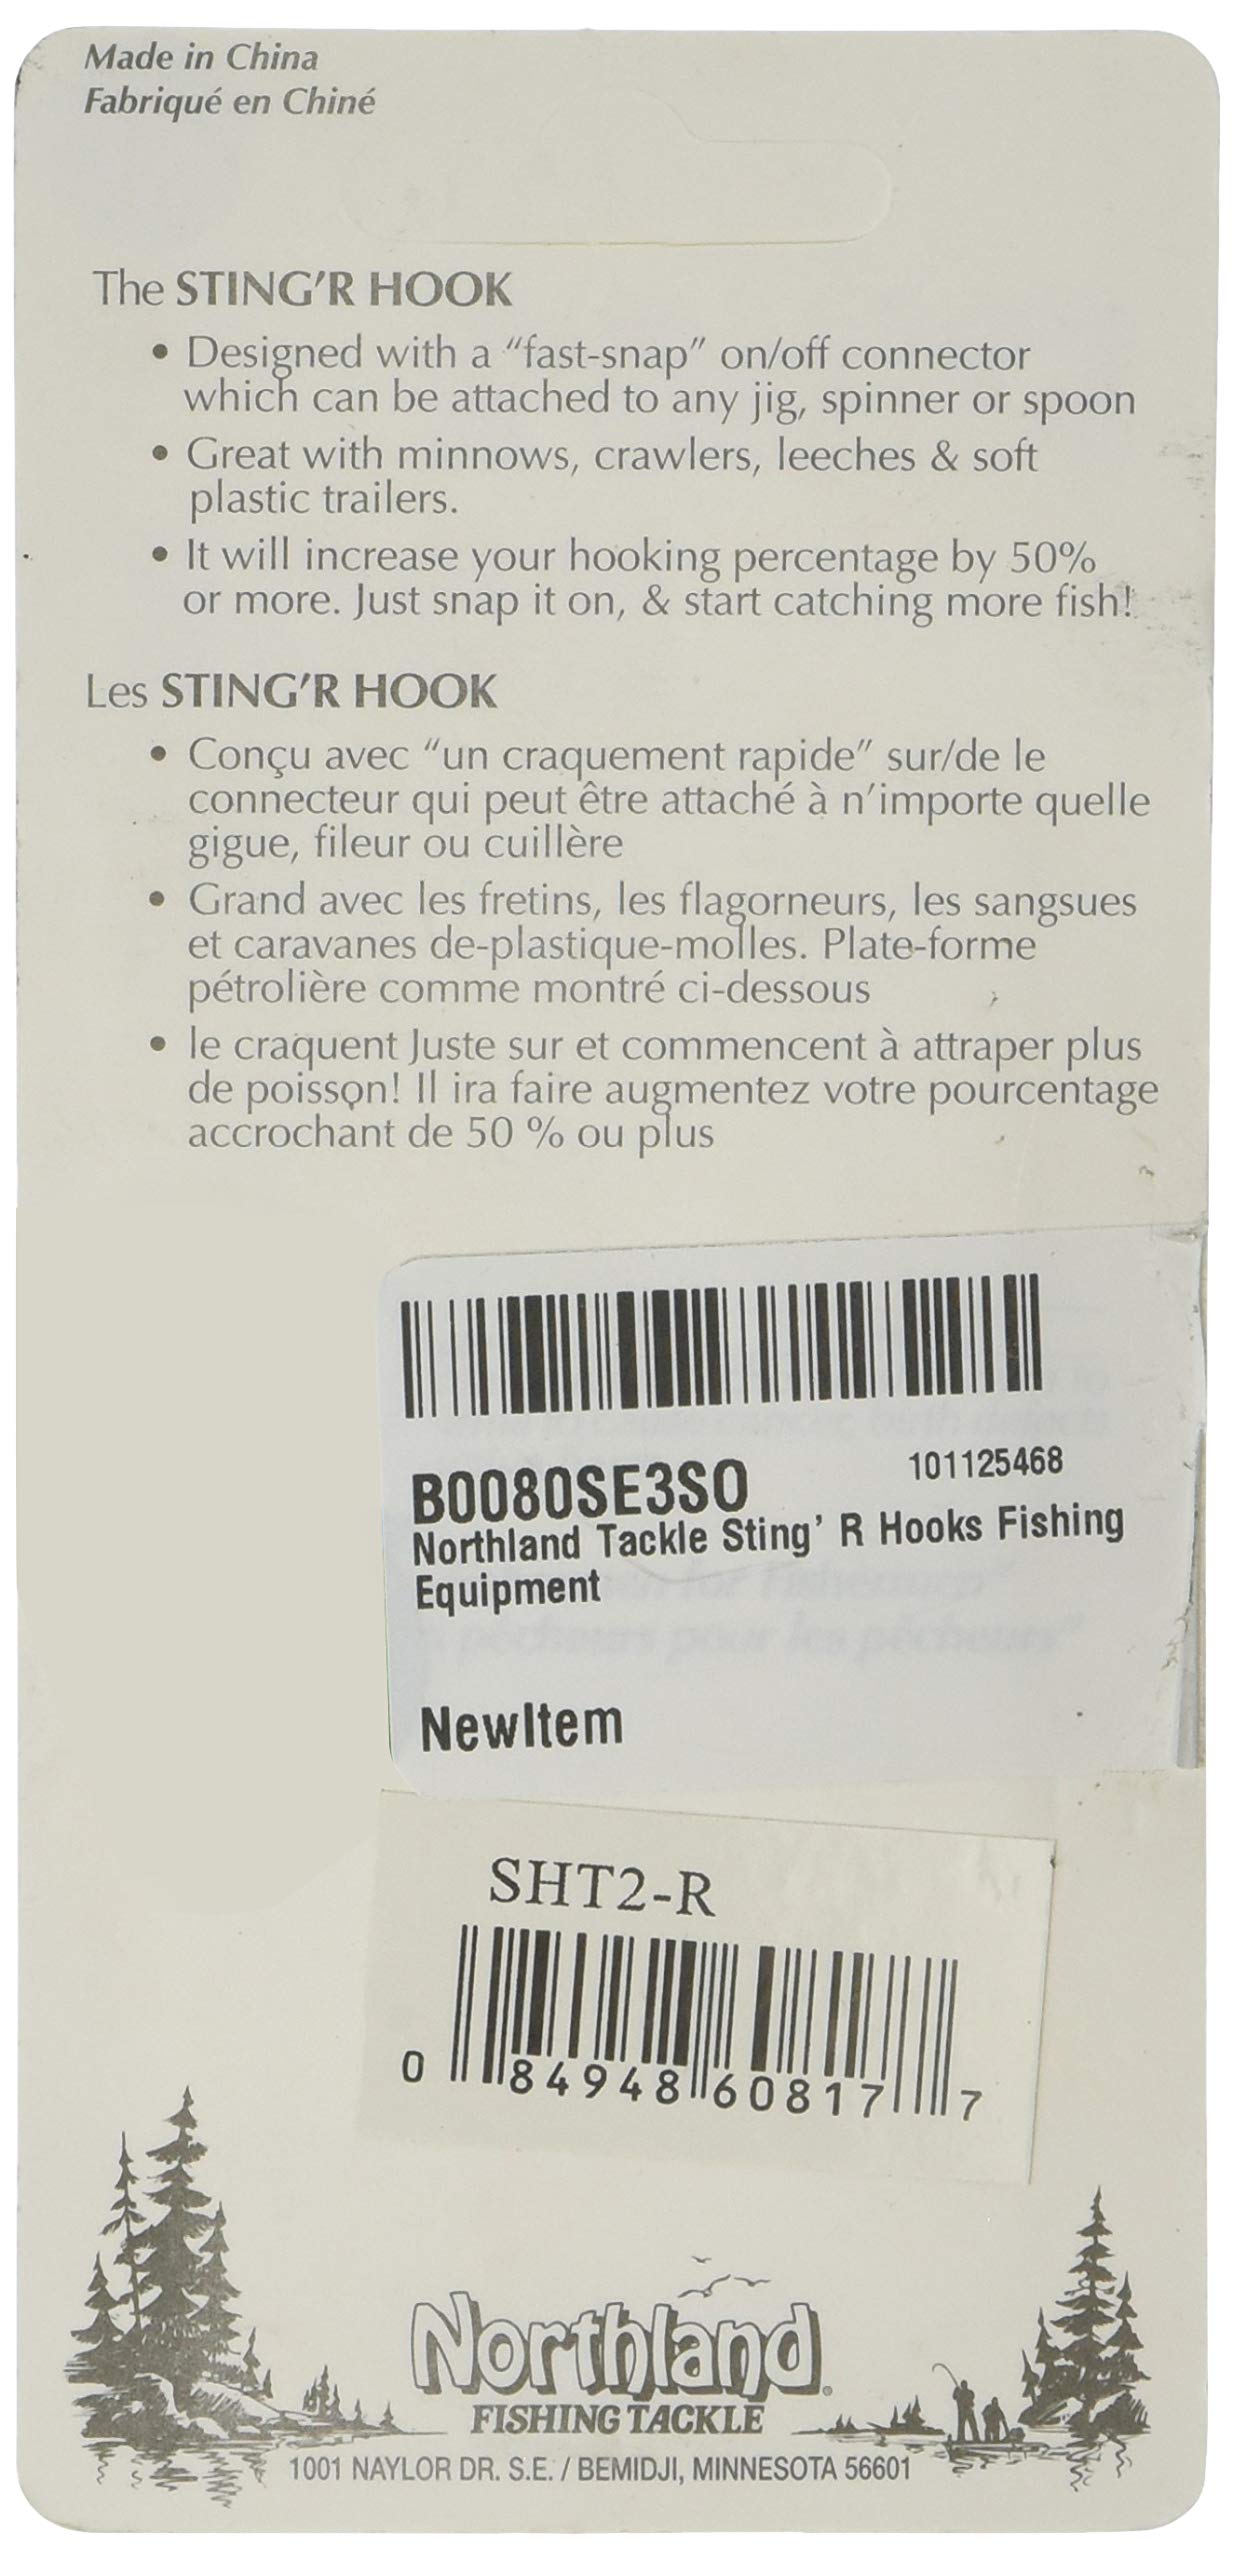 Made in China
Fabriqué en Chiné
The STING'R HOOK
• Designed with a "fast-snap" on/off connector
which can be attached to any jig, spinner or spoon
• Great with minnows, crawlers, leeches & soft
plastic trailers.
• It will increase your hooking percentage by 50%
or more. Just snap it on, & start catching more fish!
Les STING'R HOOK
• Conçu avec "un craquement rapide" sur/de le
connecteur qui peut être attaché à n'importe quelle
gigue, fileur ou cuillère
• Grand avec les fretins, les flagorneurs, les sangsues
et caravanes de-plastique-molles. Plate-forme
pétrolière comme montré ci-dessous
• le craquent Juste sur et commencent à attraper plus
de poisson! Il ira faire augmentez votre pourcentage
accrochant de 50 % ou plus
B0080SE3SO 101125468
Northland Tackle Sting' R Hooks Fishing
Equipment
NewItem
SHT2-R
0 84948 60817 7
Northland®
FISHING TACKLE
1001 NAYLOR DR. S.E. / BEMIDJI, MINNESOTA 56601